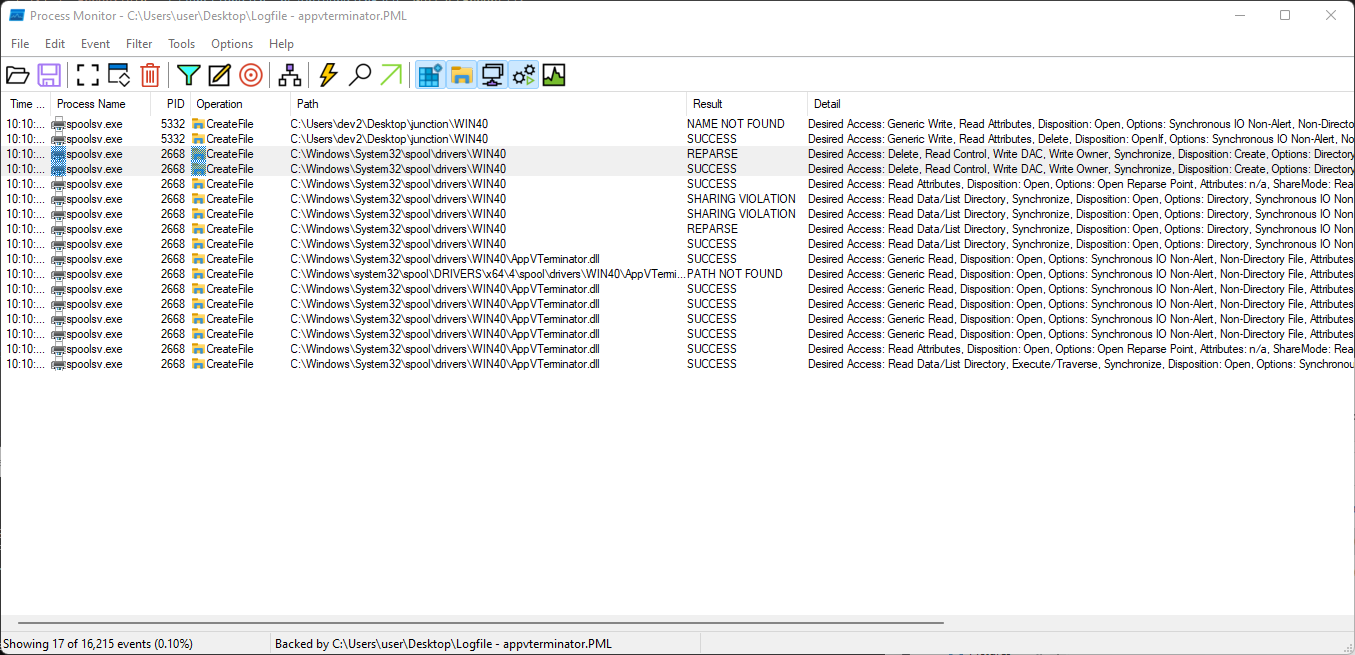 Process Monitor - C:\Users\user\Desktop\Logfile - appvterminator.PML
File Edit Event Filter Tools Options Help
Time ... Process Name PID Operation Path Result Detail
10:10:... spoolsv.exe 5332 CreateFile C:\Users\dev2\Desktop\junction\WIN40 NAME NOT FOUND Desired Access: Generic Write, Read Attributes, Disposition: Open, Options: Synchronous IO Non-Alert, Non-Directo
10:10:... spoolsv.exe 5332 CreateFile C:\Users\dev2\Desktop\junction\WIN40 SUCCESS Desired Access: Generic Write, Read Attributes, Delete, Disposition: OpenIf, Options: Synchronous IO Non-Alert, No
10:10:... spoolsv.exe 2668 CreateFile C:\Windows\System32\spool\drivers\WIN40 REPARSE Desired Access: Delete, Read Control, Write DAC, Write Owner, Synchronize, Disposition: Create, Options: Directory
10:10:... spoolsv.exe 2668 CreateFile C:\Windows\System32\spool\drivers\WIN40 SUCCESS Desired Access: Delete, Read Control, Write DAC, Write Owner, Synchronize, Disposition: Create, Options: Directory
10:10:... spoolsv.exe 2668 CreateFile C:\Windows\System32\spool\drivers\WIN40 SUCCESS Desired Access: Read Attributes, Disposition: Open, Options: Open Reparse Point, Attributes: n/a, ShareMode: Rea
10:10:... spoolsv.exe 2668 CreateFile C:\Windows\System32\spool\drivers\WIN40 SHARING VIOLATION Desired Access: Read Data/List Directory, Synchronize, Disposition: Open, Options: Directory, Synchronous IO Non
10:10:... spoolsv.exe 2668 CreateFile C:\Windows\System32\spool\drivers\WIN40 SHARING VIOLATION Desired Access: Read Data/List Directory, Synchronize, Disposition: Open, Options: Directory, Synchronous IO Non
10:10:... spoolsv.exe 2668 CreateFile C:\Windows\System32\spool\drivers\WIN40 REPARSE Desired Access: Read Data/List Directory, Synchronize, Disposition: Open, Options: Directory, Synchronous IO Non
10:10:... spoolsv.exe 2668 CreateFile C:\Windows\System32\spool\drivers\WIN40 SUCCESS Desired Access: Read Data/List Directory, Synchronize, Disposition: Open, Options: Directory, Synchronous IO Non
10:10:... spoolsv.exe 2668 CreateFile C:\Windows\System32\spool\drivers\WIN40\AppVTerminator.dll SUCCESS Desired Access: Generic Read, Disposition: Open, Options: Synchronous IO Non-Alert, Non-Directory File, Attributes
10:10:... spoolsv.exe 2668 CreateFile C:\Windows\system32\spool\DRIVERS\x64\4\spool\drivers\WIN40\AppVTermi... PATH NOT FOUND Desired Access: Generic Read, Disposition: Open, Options: Synchronous IO Non-Alert, Non-Directory File, Attributes
10:10:... spoolsv.exe 2668 CreateFile C:\Windows\System32\spool\drivers\WIN40\AppVTerminator.dll SUCCESS Desired Access: Generic Read, Disposition: Open, Options: Synchronous IO Non-Alert, Non-Directory File, Attributes
10:10:... spoolsv.exe 2668 CreateFile C:\Windows\System32\spool\drivers\WIN40\AppVTerminator.dll SUCCESS Desired Access: Generic Read, Disposition: Open, Options: Synchronous IO Non-Alert, Non-Directory File, Attributes
10:10:... spoolsv.exe 2668 CreateFile C:\Windows\System32\spool\drivers\WIN40\AppVTerminator.dll SUCCESS Desired Access: Generic Read, Disposition: Open, Options: Synchronous IO Non-Alert, Non-Directory File, Attributes
10:10:... spoolsv.exe 2668 CreateFile C:\Windows\System32\spool\drivers\WIN40\AppVTerminator.dll SUCCESS Desired Access: Generic Read, Disposition: Open, Options: Synchronous IO Non-Alert, Non-Directory File, Attributes
10:10:... spoolsv.exe 2668 CreateFile C:\Windows\System32\spool\drivers\WIN40\AppVTerminator.dll SUCCESS Desired Access: Read Attributes, Disposition: Open, Options: Open Reparse Point, Attributes: n/a, ShareMode: Rea
10:10:... spoolsv.exe 2668 CreateFile C:\Windows\System32\spool\drivers\WIN40\AppVTerminator.dll SUCCESS Desired Access: Read Data/List Directory, Execute/Traverse, Synchronize, Disposition: Open, Options: Synchronou
Showing 17 of 16,215 events (0.10%) Backed by C:\Users\user\Desktop\Logfile - appvterminator.PML